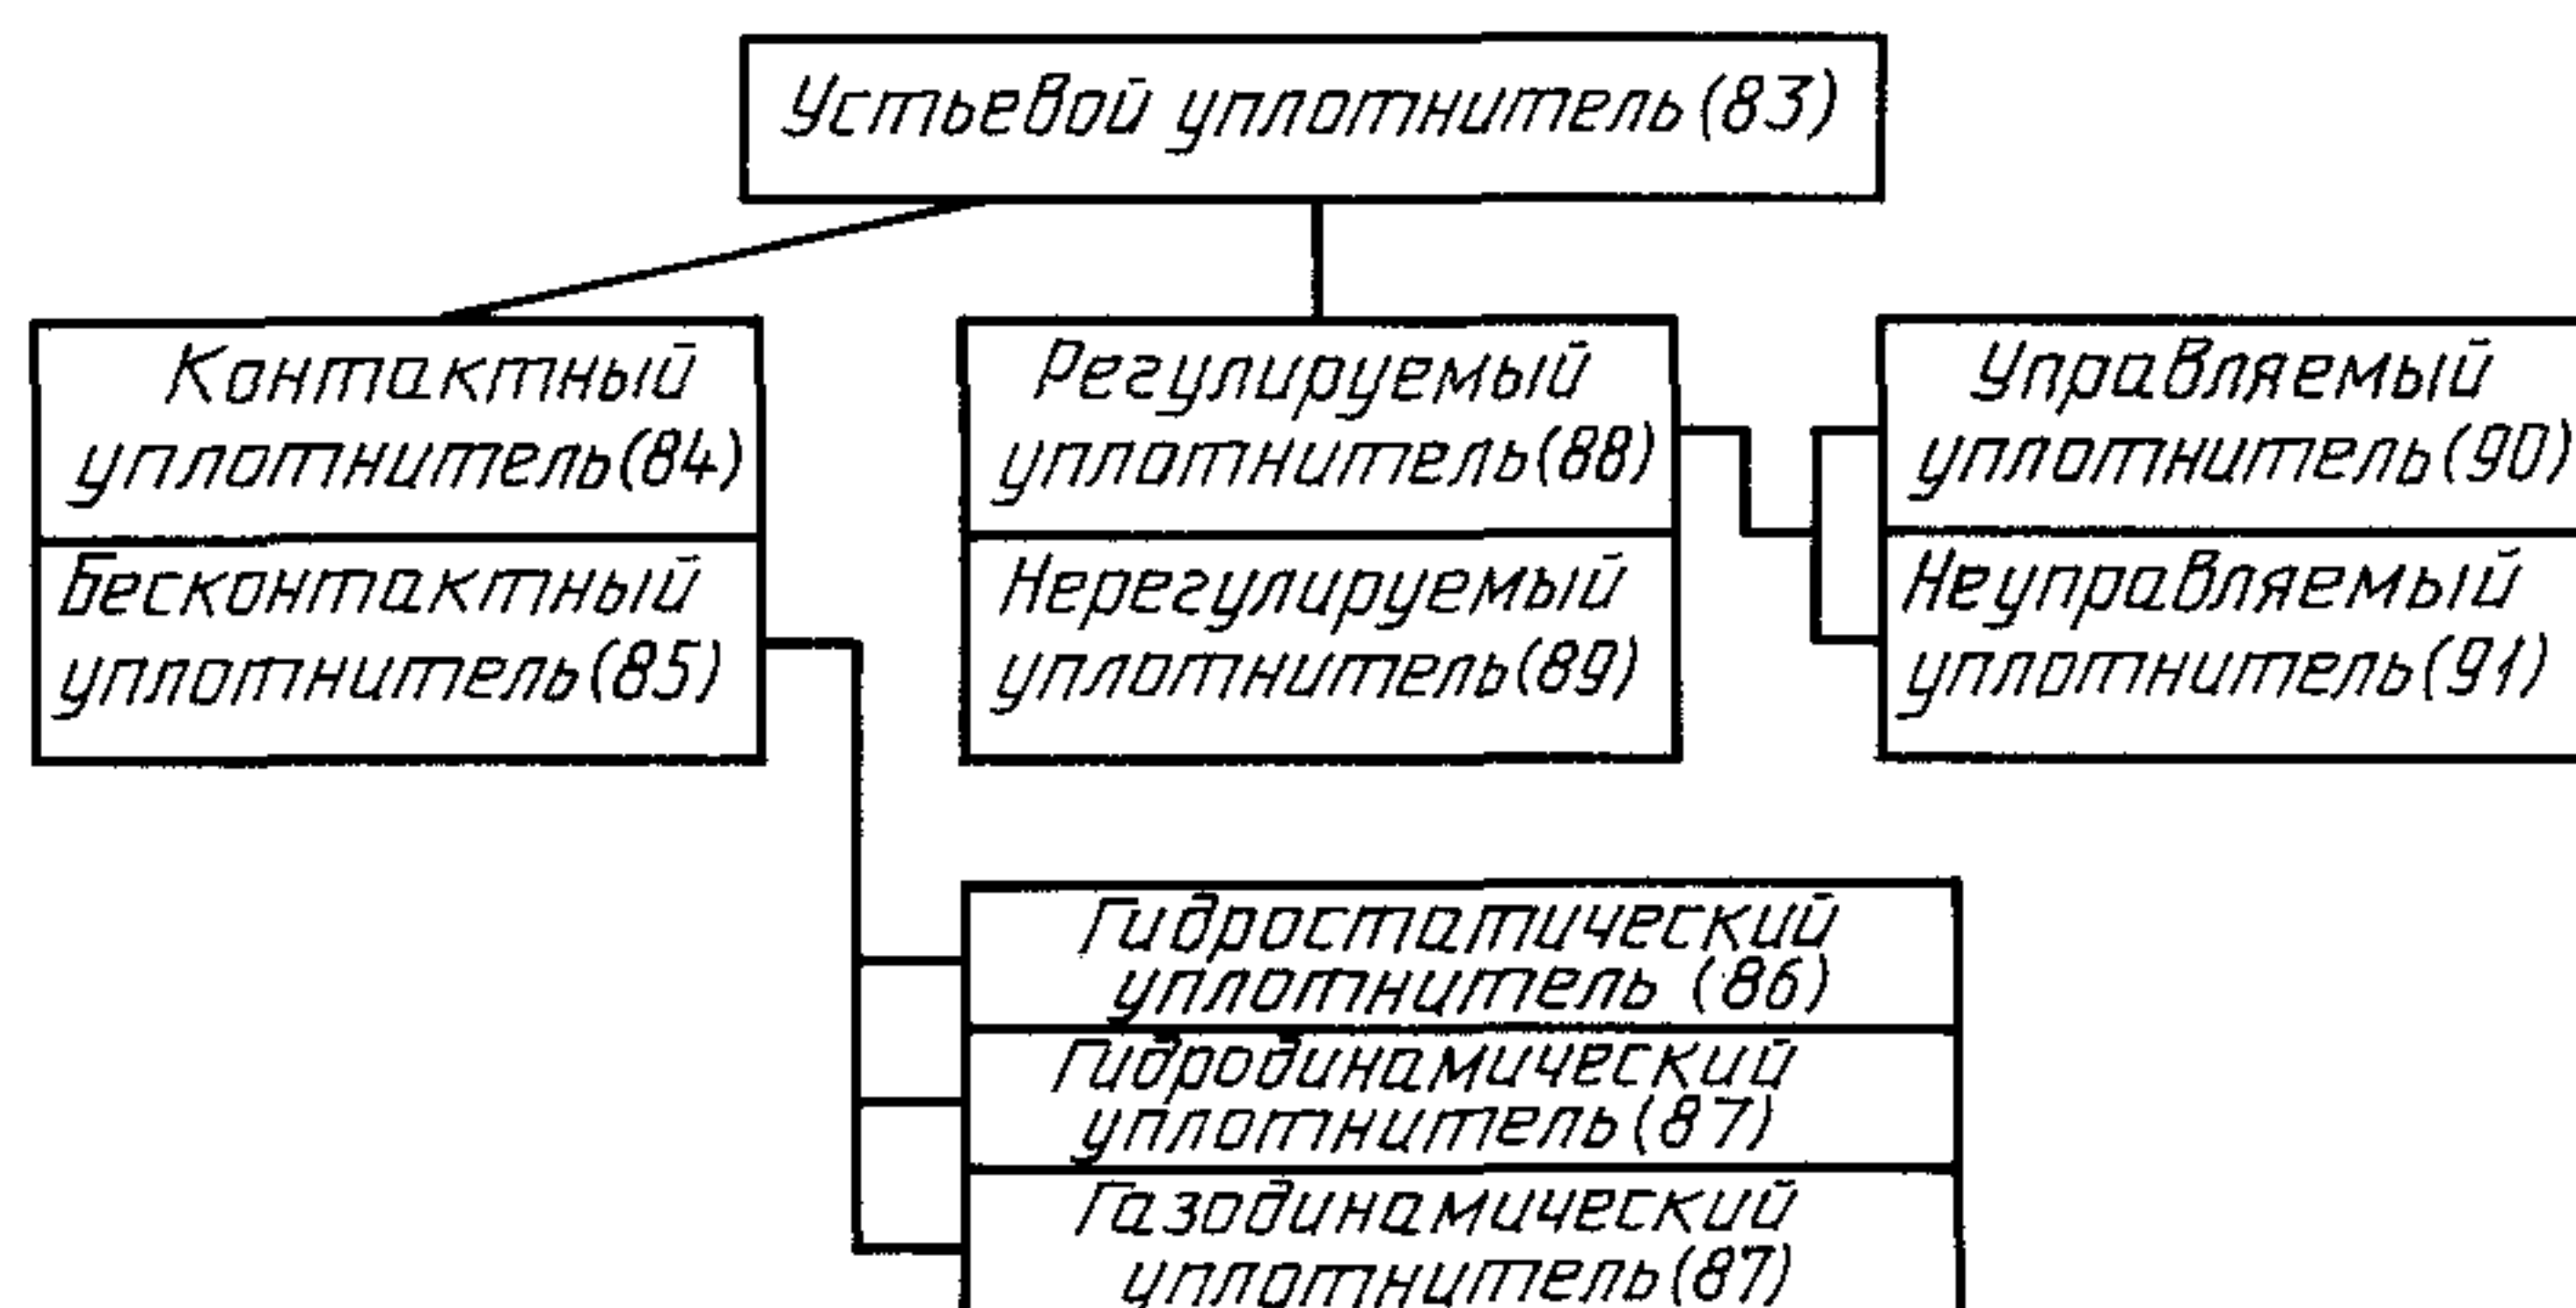 Устьевой уплотнитель (83)
Контактный
уплотнитель(84)
Бесконтактный
уплотнитель(85)
Регулируемый
уплотнитель(88)
Нерегулируемый
уплотнитель(89)
Управляемый
уплотнитель(90)
Неуправляемый
уплотнитель(91)
Гидростатический
уплотнитель (86)
Гидродинамический
уплотнитель(87)
Газодинамический
уплотнитель(87)